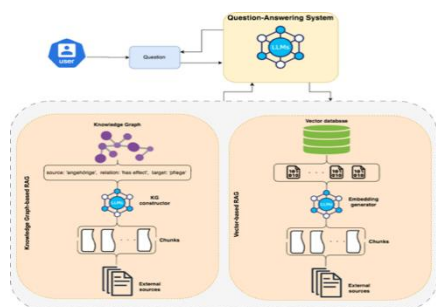 Question-Answering System
LLMs
user
Question
Knowledge Graph
source: 'angehörige', relation: 'has effect', target: 'pflege'
LLMs
KG
constructor
Chunks
External
sources
Knowledge Graph-based RAG
Vector database
LLMs
Embedding
generator
Chunks
External
sources
Vector-based RAG